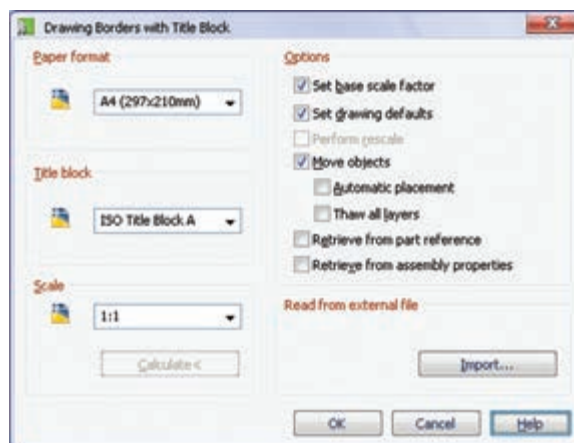 Drawing Borders with Title Block
Paper format
A4 (297x210mm)
Title block
ISO Title Block A
Scale
1:1
Calculate <
Options
Set base scale factor
Set drawing defaults
Perform rescale
Move objects
Automatic placement
Thaw all layers
Retrieve from part reference
Retrieve from assembly properties
Read from external file
Import...
OK
Cancel
Help